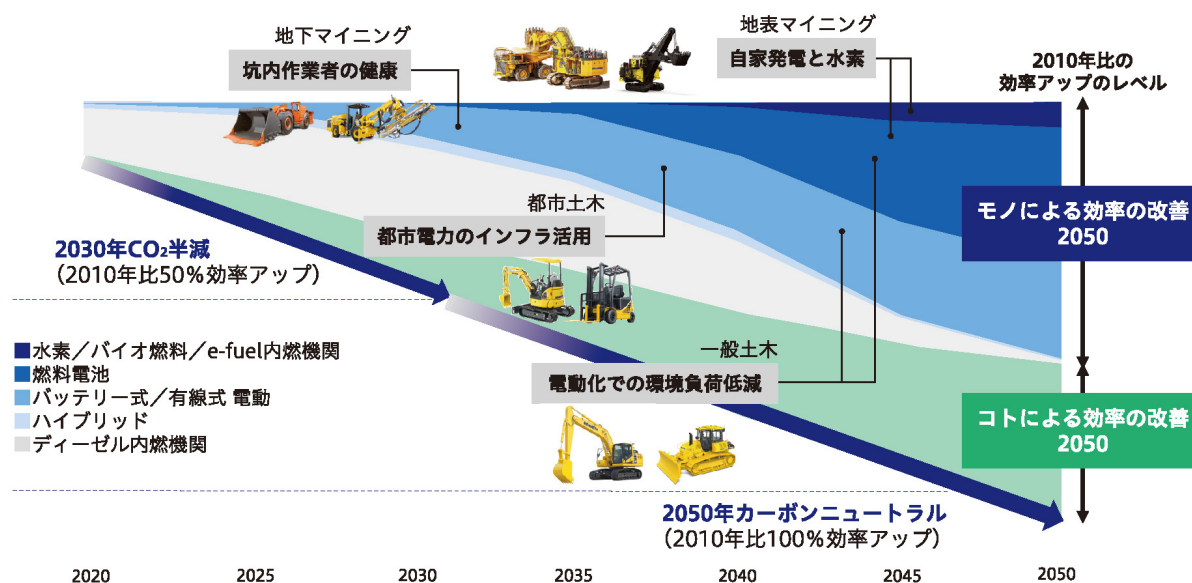 地下マイニング
坑内作業者の健康
地表マイニング
自家発電と水素
2010年比の
効率アップのレベル
都市土木
都市電力のインフラ活用
モノによる効率の改善
2050
2030年CO₂半減
(2010年比50%効率アップ)
■水素/バイオ燃料/e-fuel内燃機関
■燃料電池
■バッテリー式/有線式 電動
■ハイブリッド
■ディーゼル内燃機関
一般土木
電動化での環境負荷低減
コトによる効率の改善
2050
2050年カーボンニュートラル
(2010年比100%効率アップ)
2020 2025 2030 2035 2040 2045 2050